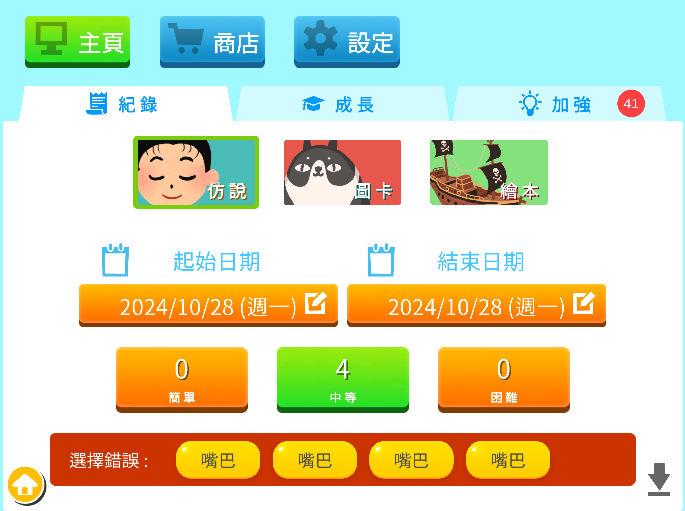 主頁 商店 設定
紀錄 成長 加強 41
仿說 圖卡 繪本
起始日期 結束日期
2024/10/28 (週一) 2024/10/28 (週一)
0 4 0
簡單 中等 困難
選擇錯誤 : 嘴巴 嘴巴 嘴巴 嘴巴